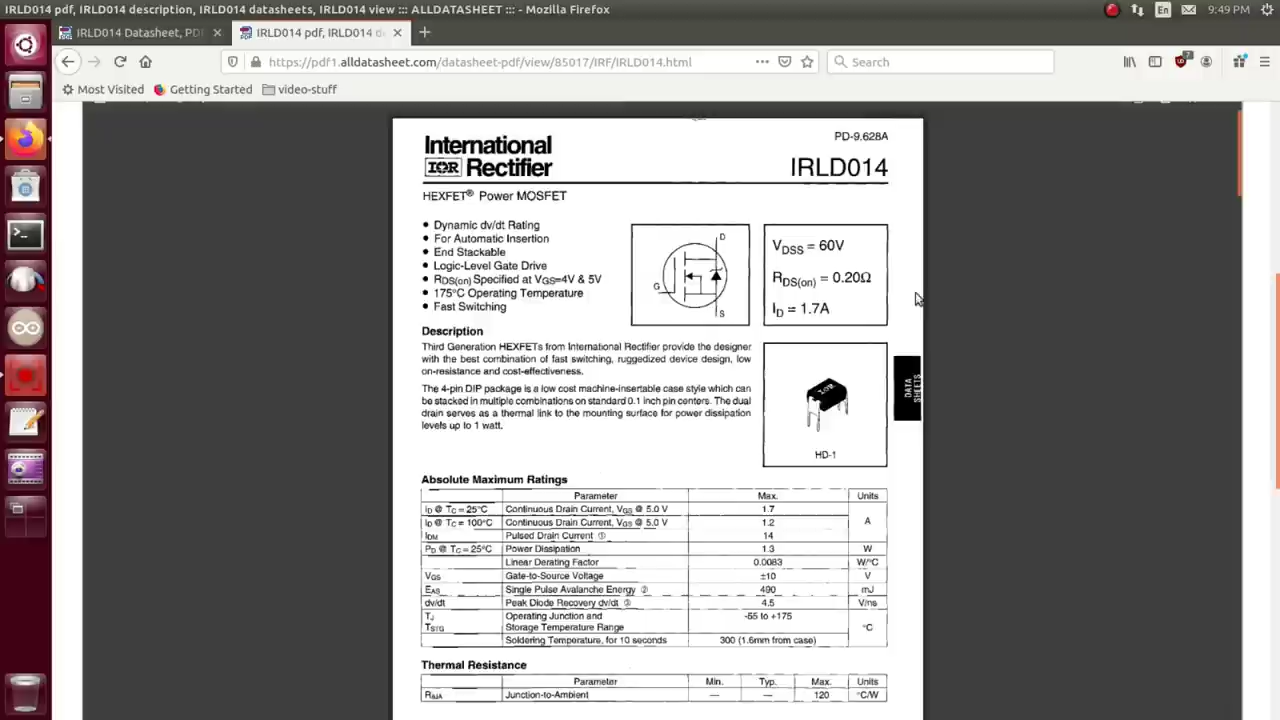 IRLD014 pdf, IRLD014 description, IRLD014 datasheets, IRLD014 view ::: ALLDATASHEET ::: - Mozilla Firefox
En
9:49 PM
IRLD014 Datasheet, PDF
IRLD014 pdf, IRLD014 de
https://pdf1.alldatasheet.com/datasheet-pdf/view/85017/IRF/IRLD014.html
Search
Most Visited
Getting Started
video-stuff
PD-9.628A
International
IOR Rectifier
IRLD014
HEXFET® Power MOSFET
Dynamic dv/dt Rating
For Automatic Insertion
End Stackable
Logic-Level Gate Drive
RDS(on) Specified at VGS=4V & 5V
175°C Operating Temperature
Fast Switching
D
G
S
VDSS = 60V
RDS(on) = 0.20Ω
ID = 1.7A
Description
Third Generation HEXFETs from International Rectifier provide the designer
with the best combination of fast switching, ruggedized device design, low
on-resistance and cost-effectiveness.
The 4-pin DIP package is a low cost machine-insertable case style which can
be stacked in multiple combinations on standard 0.1 inch pin centers. The dual
drain serves as a thermal link to the mounting surface for power dissipation
levels up to 1 watt.
IOR
HD-1
DATA
SHEETS
Absolute Maximum Ratings
Parameter Max. Units
ID @ TC = 25°C Continuous Drain Current, VGS @ 5.0 V 1.7
ID @ TC = 100°C Continuous Drain Current, VGS @ 5.0 V 1.2 A
IDM Pulsed Drain Current ① 14
PD @ TC = 25°C Power Dissipation 1.3 W
Linear Derating Factor 0.0083 W/°C
VGS Gate-to-Source Voltage ±10 V
EAS Single Pulse Avalanche Energy ② 490 mJ
dv/dt Peak Diode Recovery dv/dt ③ 4.5 V/ns
TJ Operating Junction and -55 to +175
TSTG Storage Temperature Range °C
Soldering Temperature, for 10 seconds 300 (1.6mm from case)
Thermal Resistance
Parameter Min. Typ. Max. Units
RθJA Junction-to-Ambient — — 120 °C/W